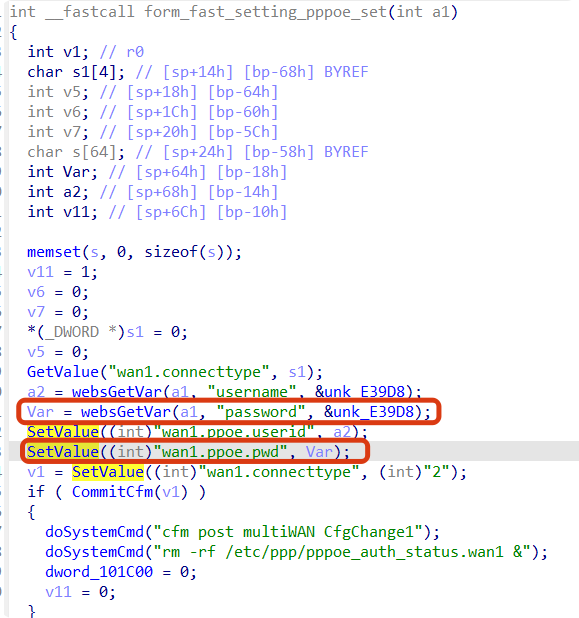 int __fastcall form_fast_setting_pppoe_set(int a1)
{
  int v1; // r0
  char s1[4]; // [sp+14h] [bp-68h] BYREF
  int v5; // [sp+18h] [bp-64h]
  int v6; // [sp+1Ch] [bp-60h]
  int v7; // [sp+20h] [bp-5Ch]
  char s[64]; // [sp+24h] [bp-58h] BYREF
  int Var; // [sp+64h] [bp-18h]
  int a2; // [sp+68h] [bp-14h]
  int v11; // [sp+6Ch] [bp-10h]

  memset(s, 0, sizeof(s));
  v11 = 1;
  v6 = 0;
  v7 = 0;
  *(_DWORD *)s1 = 0;
  v5 = 0;
  GetValue("wan1.connecttype", s1);
  a2 = websGetVar(a1, "username", &unk_E39D8);
  Var = websGetVar(a1, "password", &unk_E39D8);
  SetValue((int)"wan1.ppoe.userid", a2);
  SetValue((int)"wan1.ppoe.pwd", Var);
  v1 = SetValue((int)"wan1.connecttype", (int)"2");
  if ( CommitCfm(v1) )
  {
    doSystemCmd("cfm post multiWAN CfgChange1");
    doSystemCmd("rm -rf /etc/ppp/pppoe_auth_status.wan1 &");
    dword_101C00 = 0;
    v11 = 0;
  }